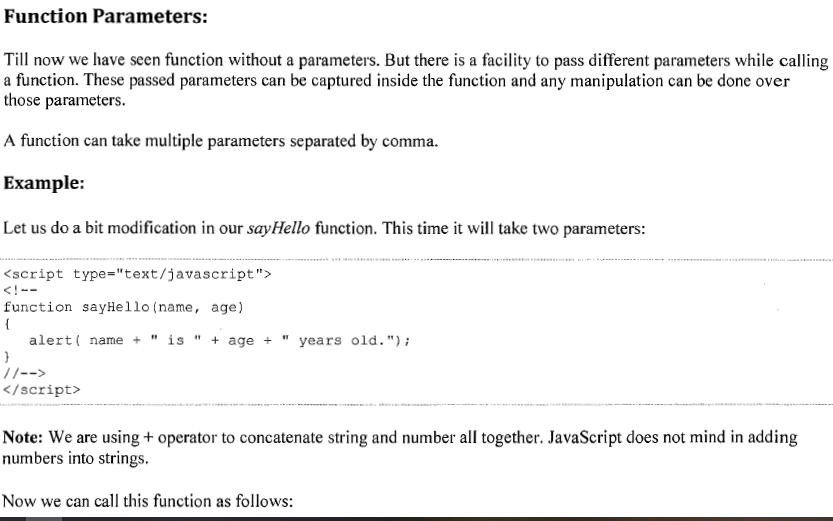 Function Parameters:
Till now we have seen function without a parameters. But there is a facility to pass different parameters while calling
a function. These passed parameters can be captured inside the function and any manipulation can be done over
those parameters.
A function can take multiple parameters separated by comma.
Example:
Let us do a bit modification in our sayHello function. This time it will take two parameters:
<script type="text/javascript">
<!--
function sayHello(name, age)
{
   alert( name + " is " + age + " years old.");
}
//-->
</script>
Note: We are using + operator to concatenate string and number all together. JavaScript does not mind in adding
numbers into strings.
Now we can call this function as follows: